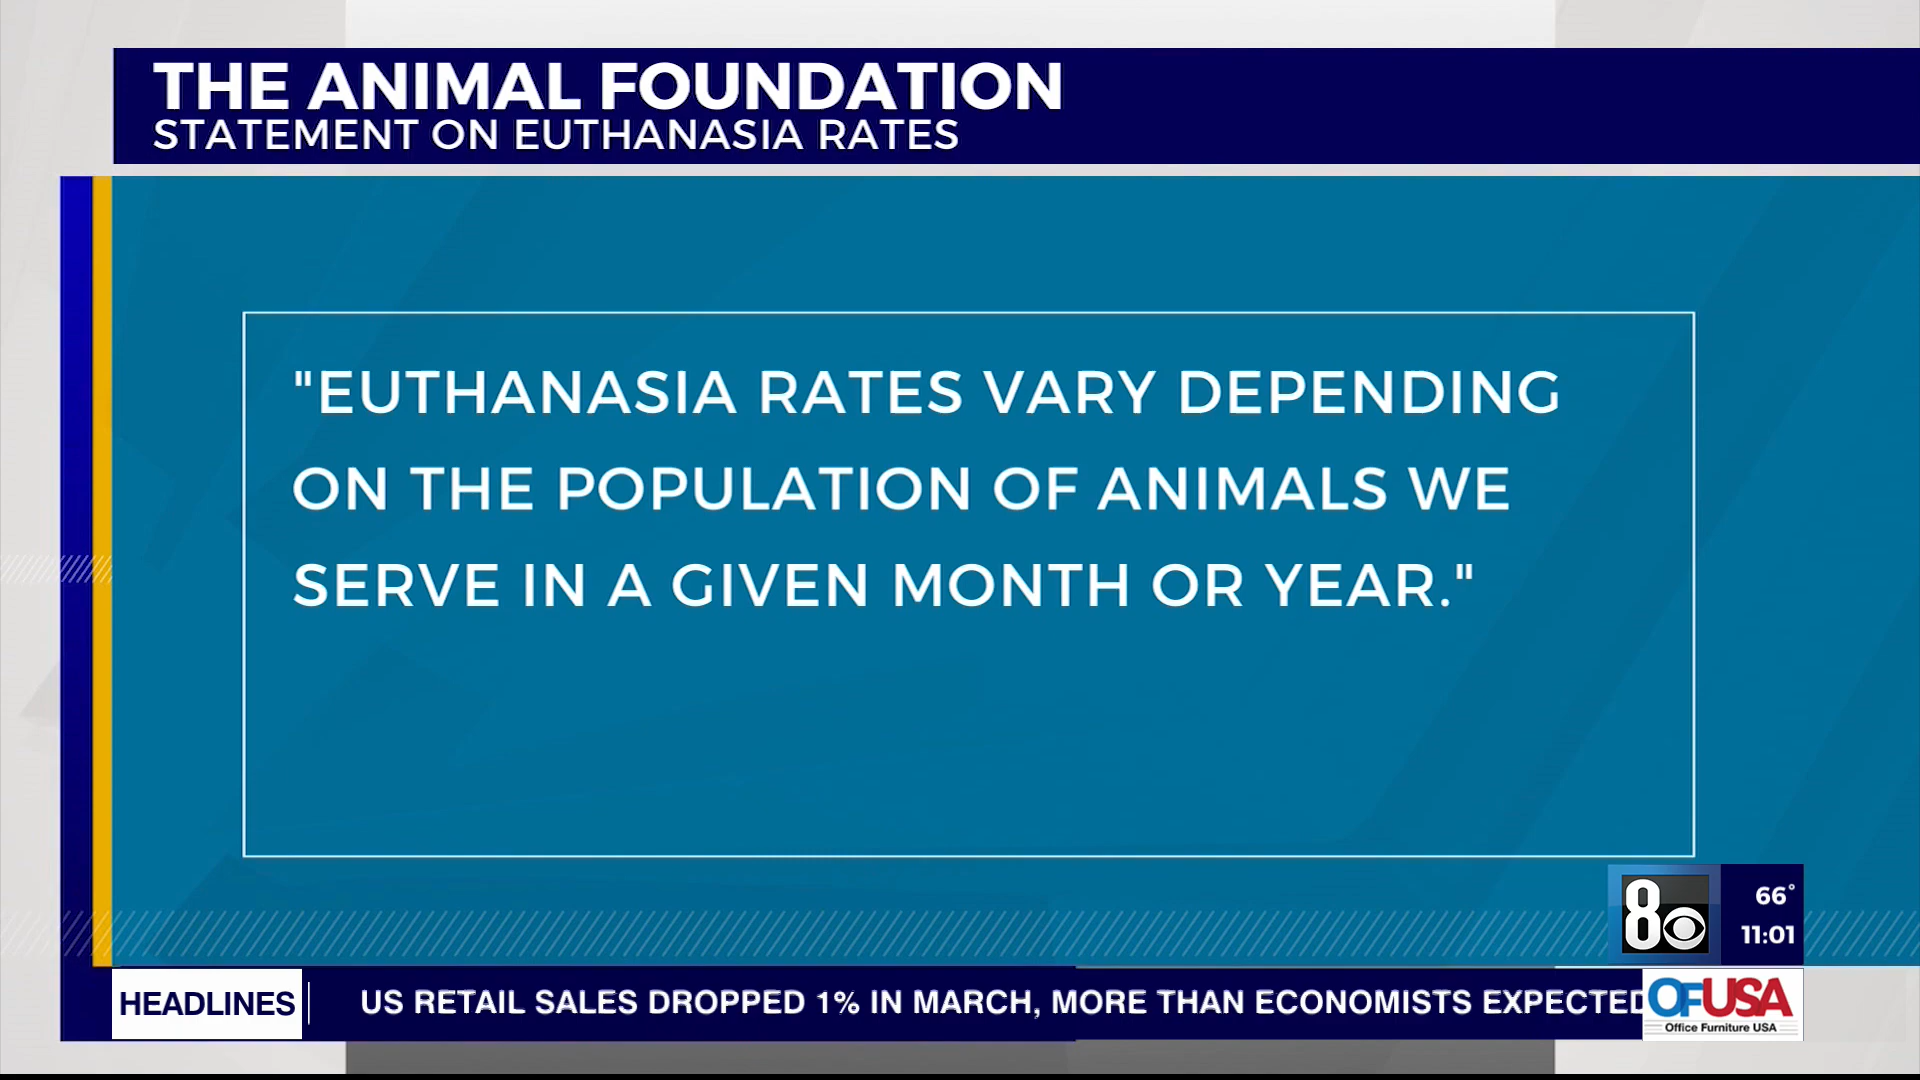 THE ANIMAL FOUNDATION
STATEMENT ON EUTHANASIA RATES
"EUTHANASIA RATES VARY DEPENDING
ON THE POPULATION OF ANIMALS WE
SERVE IN A GIVEN MONTH OR YEAR."
8
66°
11:01
HEADLINES
US RETAIL SALES DROPPED 1% IN MARCH, MORE THAN ECONOMISTS EXPECTED
OFUSA
Office Furniture USA